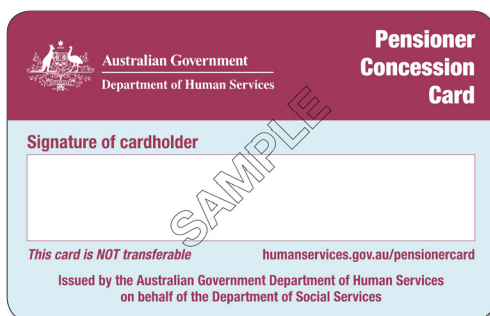 Australian Government
Department of Human Services
Pensioner
Concession
Card
Signature of cardholder
SAMPLE
This card is NOT transferable
humanservices.gov.au/pensionercard
Issued by the Australian Government Department of Human Services
on behalf of the Department of Social Services